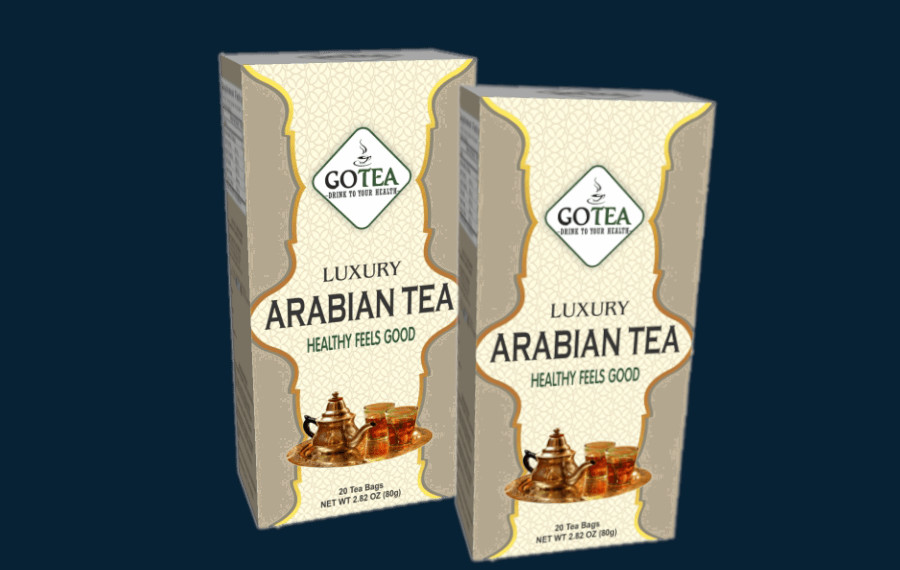 GOTEA
-DRINK TO YOUR HEALTH-
LUXURY
ARABIAN TEA
HEALTHY FEELS GOOD
20 Tea Bags
NET WT 2.82 OZ (80g)
GOTEA
-DRINK TO YOUR HEALTH-
LUXURY
ARABIAN TEA
HEALTHY FEELS GOOD
20 Tea Bags
NET WT 2.82 OZ (80g)